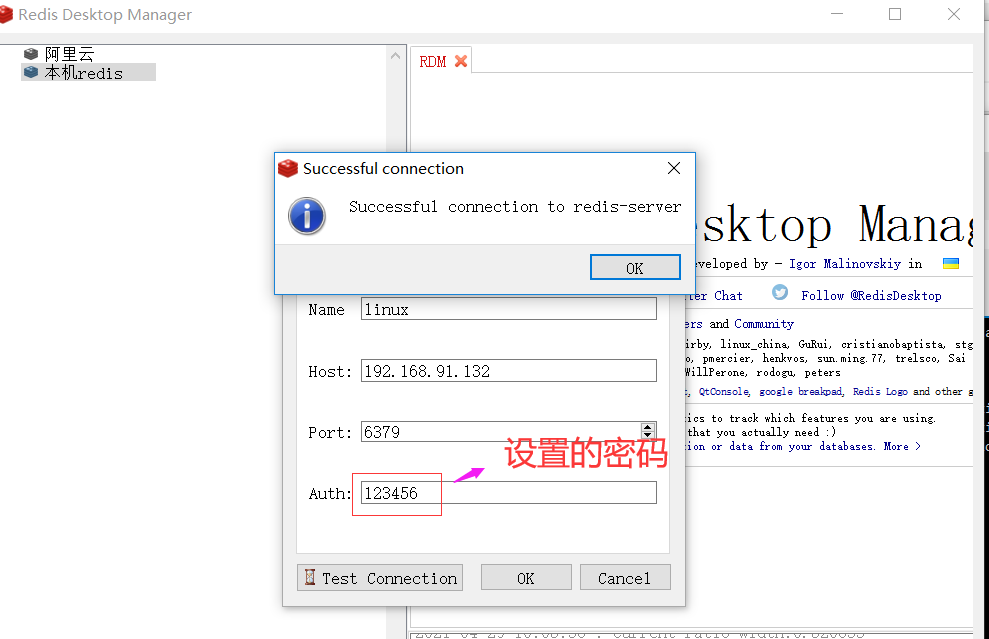 Redis Desktop Manager
阿里云
本机redis
RDM
Successful connection
Successful connection to redis-server
OK
sktop Manag
eveloped by - Igor Malinovskiy in
ter Chat
Follow @RedisDesktop
ers and Community
irby, linux_china, GuRui, cristianobaptista, stg
o, pmercier, henkvos, sun.ming.77, trelsco, Sai
WillPerone, rodogu, peters
t, QtConsole, google breakpad, Redis Logo and other g
ics to track which features you are using.
that you actually need :)
ion or data from your databases. More >
Name
linux
Host:
192.168.91.132
Port:
6379
设置的密码
Auth:
123456
Test Connection
OK
Cancel